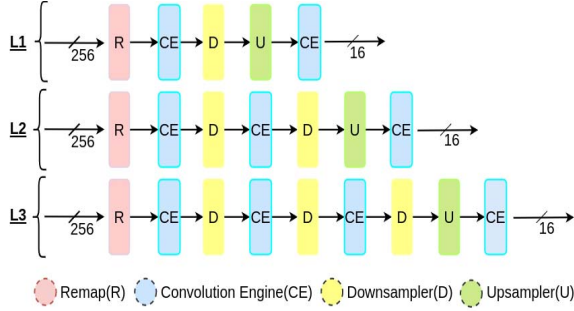 L1 256 R CE D U CE 16
L2 256 R CE D CE D U CE 16
L3 256 R CE D CE D CE D U CE 16
Remap(R) Convolution Engine(CE) Downsampler(D) Upsampler(U)